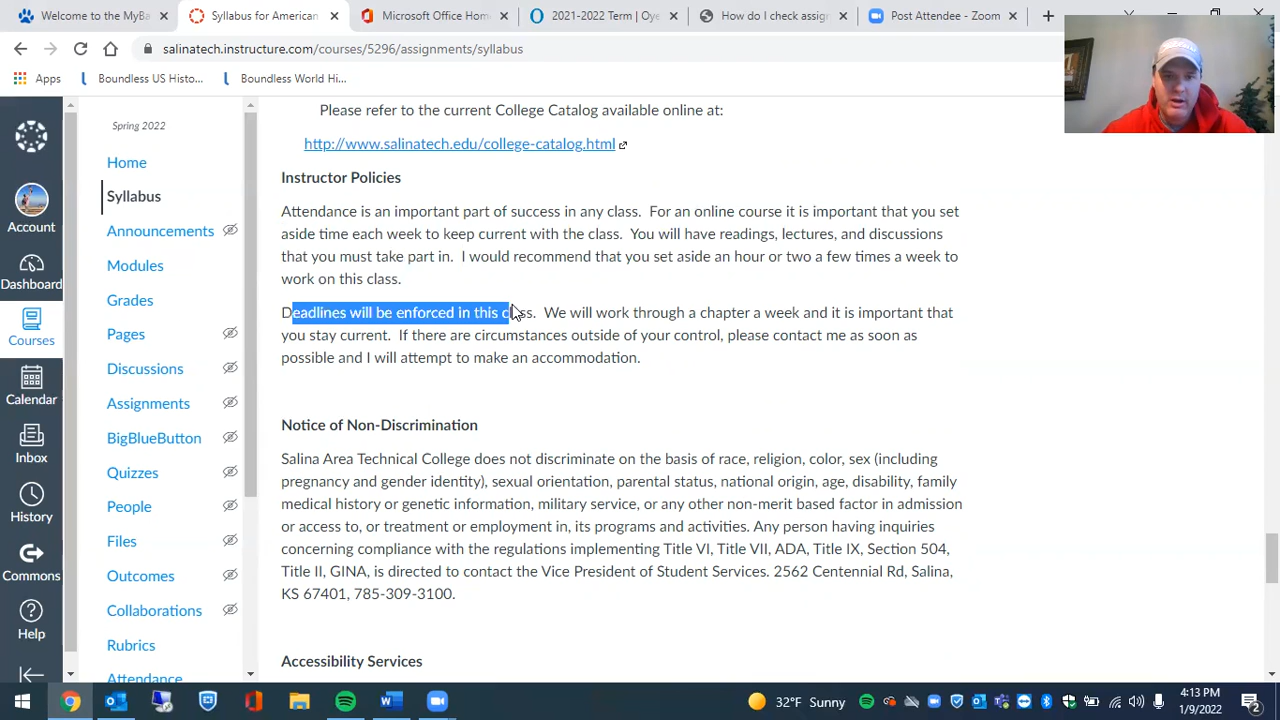 Welcome to the MyBa
Syllabus for American
Microsoft Office Home
2021-2022 Term | Oye
How do I check assig
Post Attendee - Zoom
salinatech.instructure.com/courses/5296/assignments/syllabus
Apps
Boundless US Histo...
Boundless World Hi...
Account
Dashboard
Courses
Calendar
Inbox
History
Commons
Help
Spring 2022
Home
Syllabus
Announcements
Modules
Grades
Pages
Discussions
Assignments
BigBlueButton
Quizzes
People
Files
Outcomes
Collaborations
Rubrics
Attendance
Please refer to the current College Catalog available online at:
http://www.salinatech.edu/college-catalog.html
Instructor Policies
Attendance is an important part of success in any class. For an online course it is important that you set
aside time each week to keep current with the class. You will have readings, lectures, and discussions
that you must take part in. I would recommend that you set aside an hour or two a few times a week to
work on this class.
Deadlines will be enforced in this class. We will work through a chapter a week and it is important that
you stay current. If there are circumstances outside of your control, please contact me as soon as
possible and I will attempt to make an accommodation.
Notice of Non-Discrimination
Salina Area Technical College does not discriminate on the basis of race, religion, color, sex (including
pregnancy and gender identity), sexual orientation, parental status, national origin, age, disability, family
medical history or genetic information, military service, or any other non-merit based factor in admission
or access to, or treatment or employment in, its programs and activities. Any person having inquiries
concerning compliance with the regulations implementing Title VI, Title VII, ADA, Title IX, Section 504,
Title II, GINA, is directed to contact the Vice President of Student Services. 2562 Centennial Rd, Salina,
KS 67401, 785-309-3100.
Accessibility Services
32°F Sunny
4:13 PM
1/9/2022
2